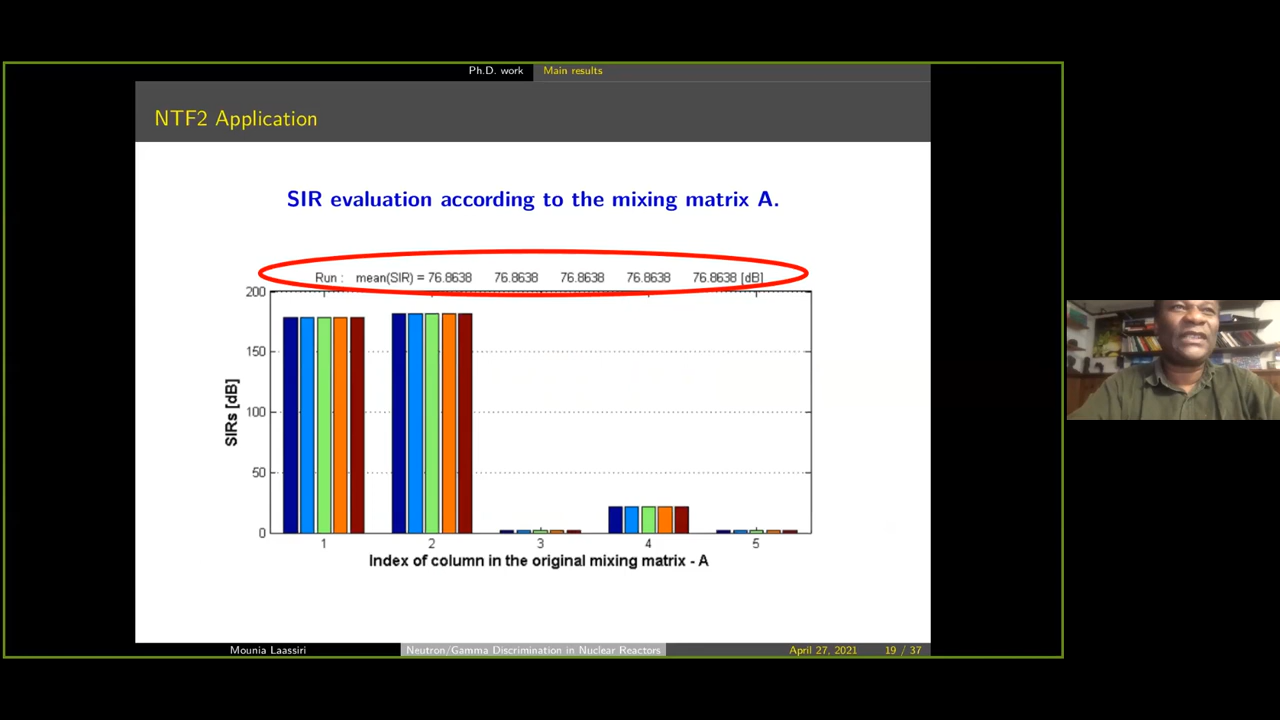 Ph.D. work Main results
NTF2 Application
SIR evaluation according to the mixing matrix A.
Run : mean(SIR) = 76.8638 76.8638 76.8638 76.8638 76.8638 [dB]
200
150
100
50
0
SIRs [dB]
1 2 3 4 5
Index of column in the original mixing matrix - A
Mounia Laassiri Neutron/Gamma Discrimination in Nuclear Reactors April 27, 2021 19 / 37